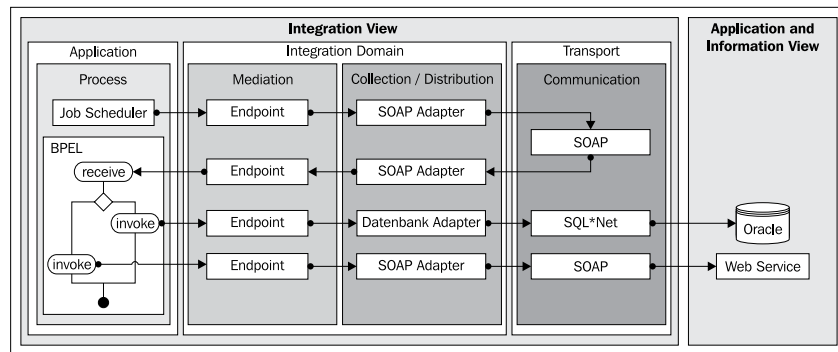 Integration View
Application and
Information View
Application
Integration Domain
Transport
Process
Mediation
Collection / Distribution
Communication
Job Scheduler
Endpoint
SOAP Adapter
SOAP
BPEL
receive
Endpoint
SOAP Adapter
invoke
Endpoint
Datenbank Adapter
SQL*Net
Oracle
invoke
Endpoint
SOAP Adapter
SOAP
Web Service